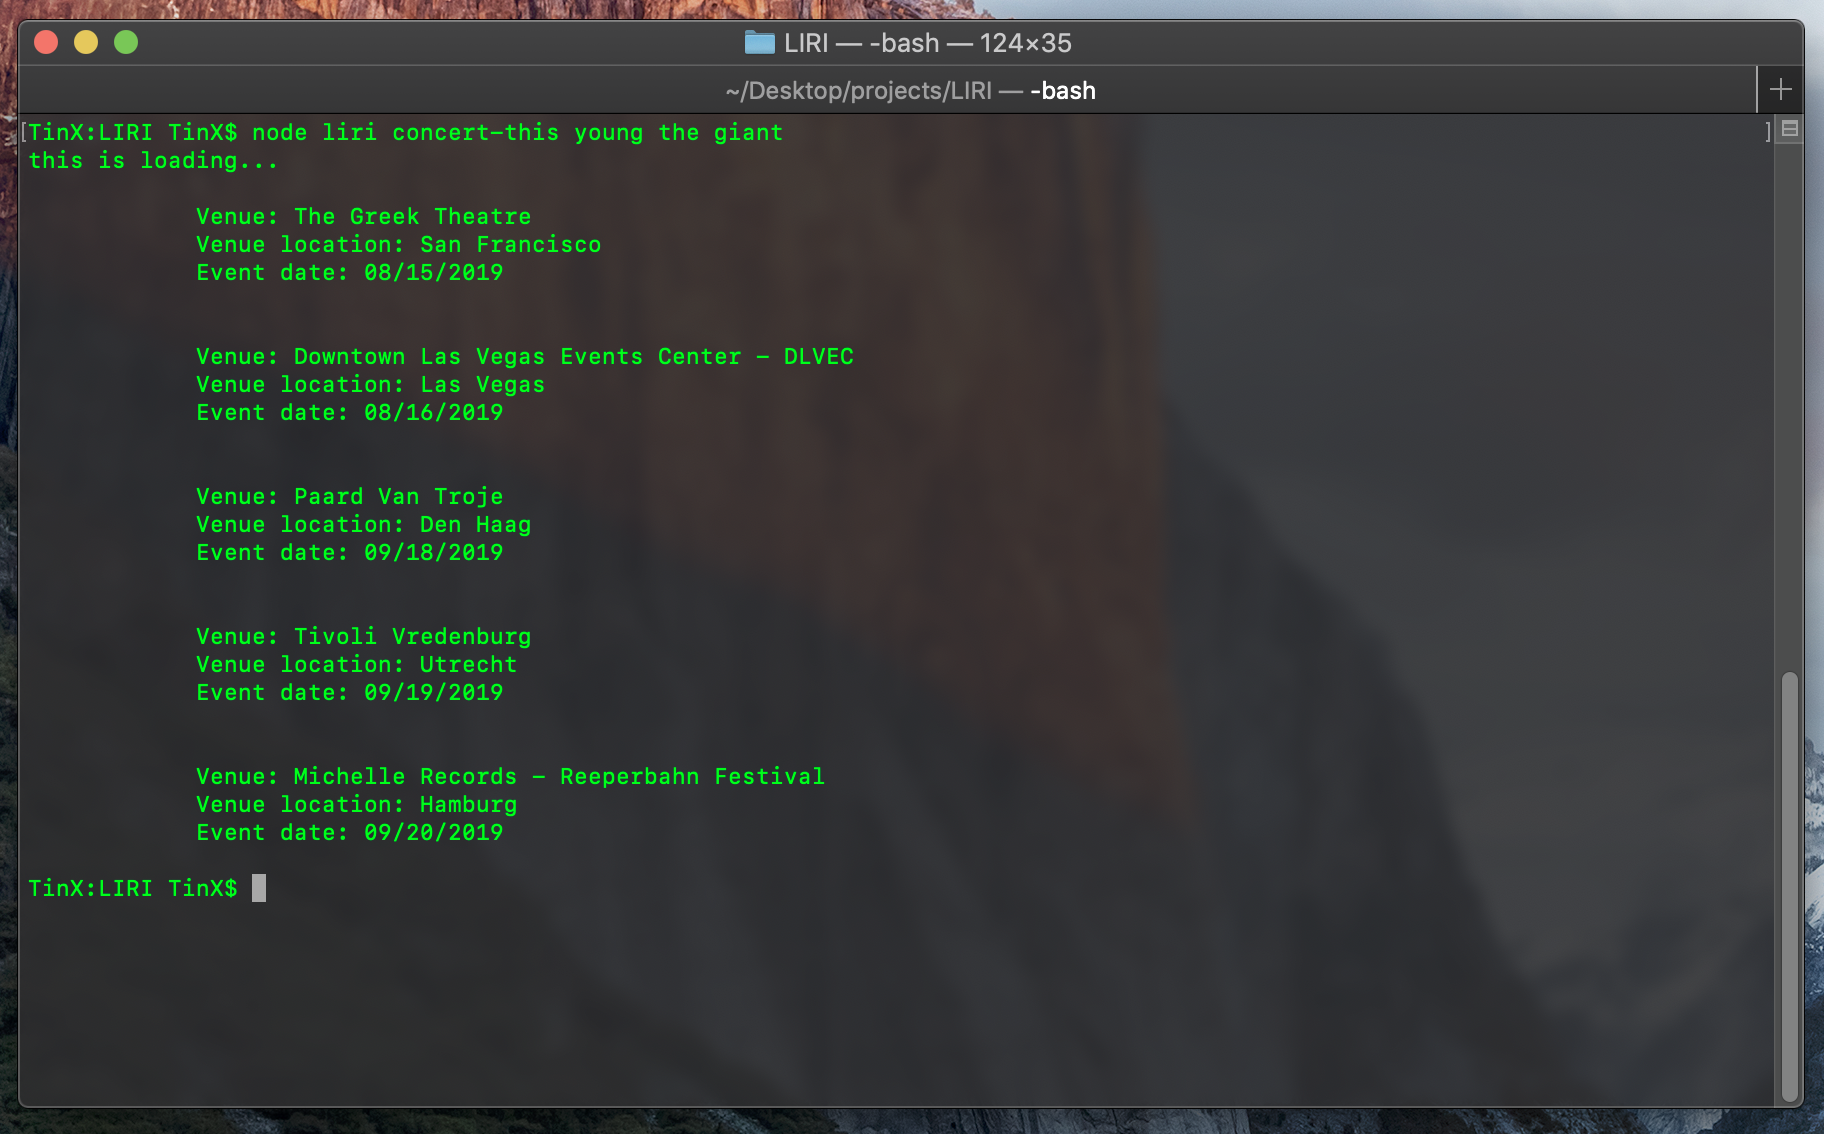 LIRI — -bash — 124×35
~/Desktop/projects/LIRI — -bash
[TinX:LIRI TinX$ node liri concert-this young the giant ]
this is loading...
Venue: The Greek Theatre
Venue location: San Francisco
Event date: 08/15/2019
Venue: Downtown Las Vegas Events Center - DLVEC
Venue location: Las Vegas
Event date: 08/16/2019
Venue: Paard Van Troje
Venue location: Den Haag
Event date: 09/18/2019
Venue: Tivoli Vredenburg
Venue location: Utrecht
Event date: 09/19/2019
Venue: Michelle Records - Reeperbahn Festival
Venue location: Hamburg
Event date: 09/20/2019
TinX:LIRI TinX$